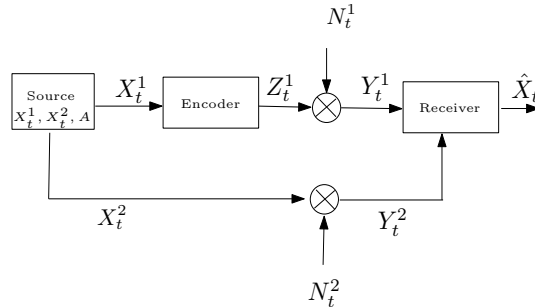 N_t^1
Source
X_t^1, X_t^2, A
X_t^1
Encoder
Z_t^1
Y_t^1
Receiver
X̂_t
X_t^2
Y_t^2
N_t^2